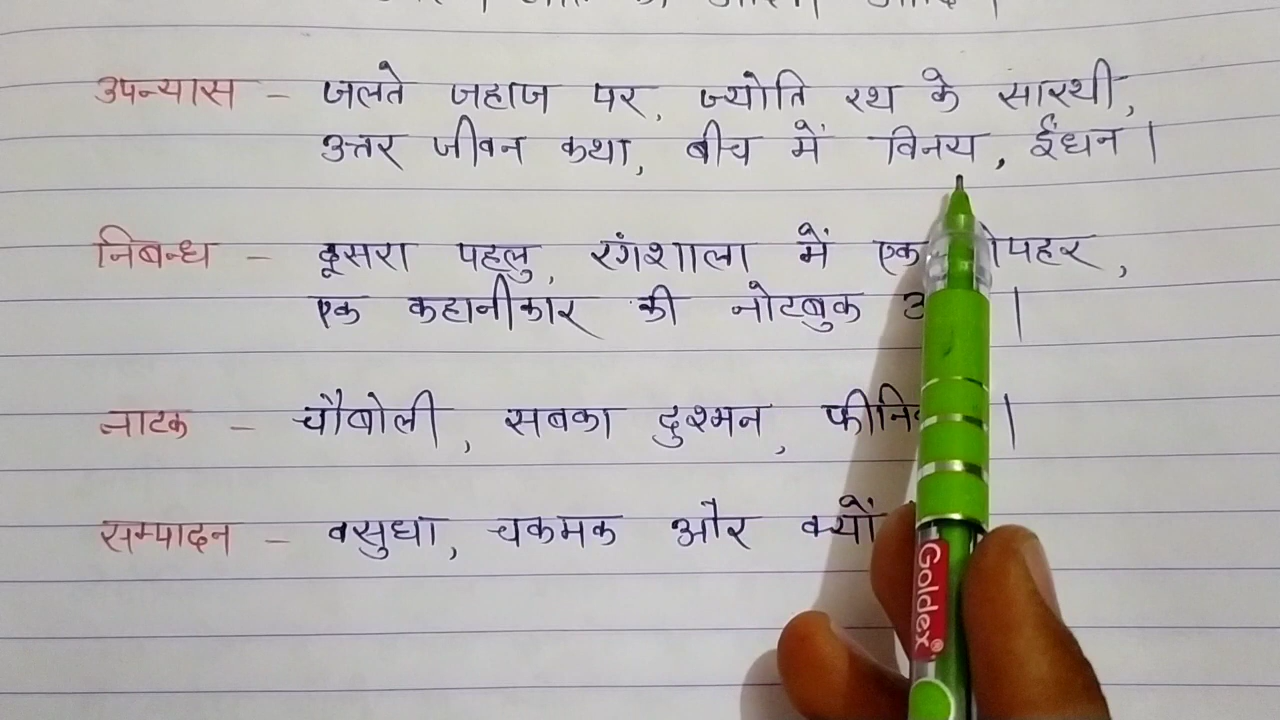 उपन्यास - जलते जहाज पर, ज्योति रथ के सारथी,
उत्तर जीवन कथा, बीच में विनय, ईंधन।
निबन्ध - दूसरा पहलु, रंगशाला में एक
एक कहानीकार की नोटबुक
नाटक - चौबोली, सबका दुश्मन,
सम्पादन - वसुधा, चकमक और क्यों
Goldex®